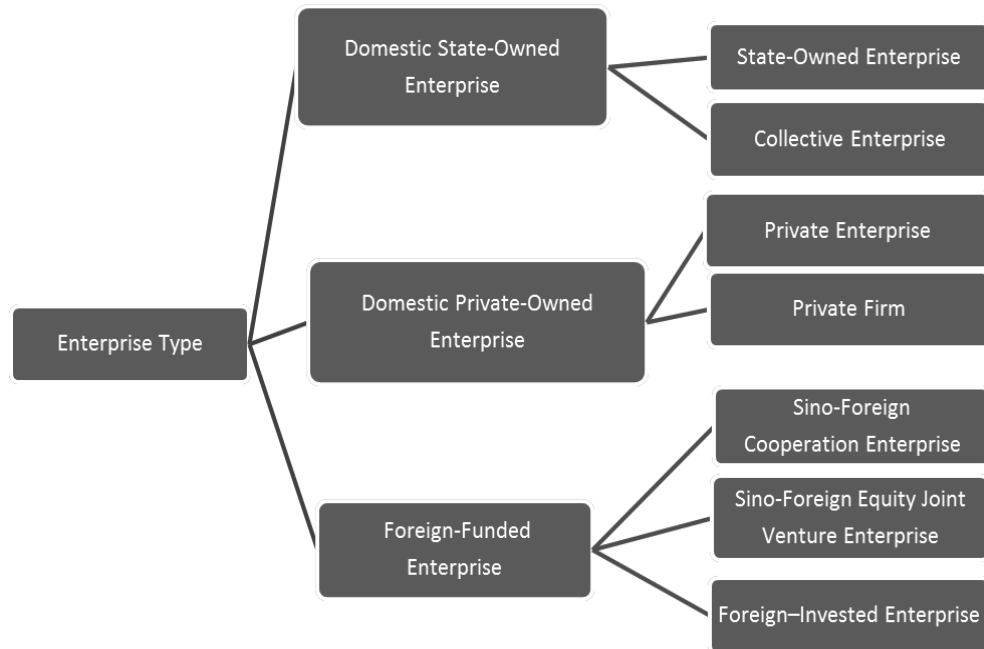 Enterprise Type
Domestic State-Owned
Enterprise
State-Owned Enterprise
Collective Enterprise
Domestic Private-Owned
Enterprise
Private Enterprise
Private Firm
Foreign-Funded
Enterprise
Sino-Foreign
Cooperation Enterprise
Sino-Foreign Equity Joint
Venture Enterprise
Foreign–Invested Enterprise